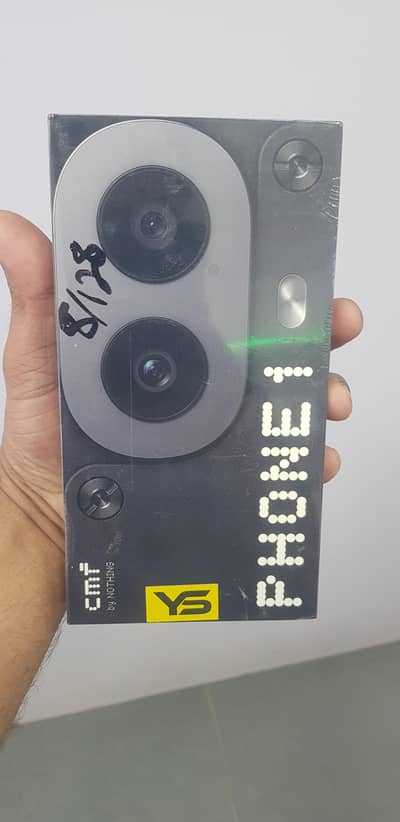 8/128
PHONE 1
cmf
by NOTHING
YS